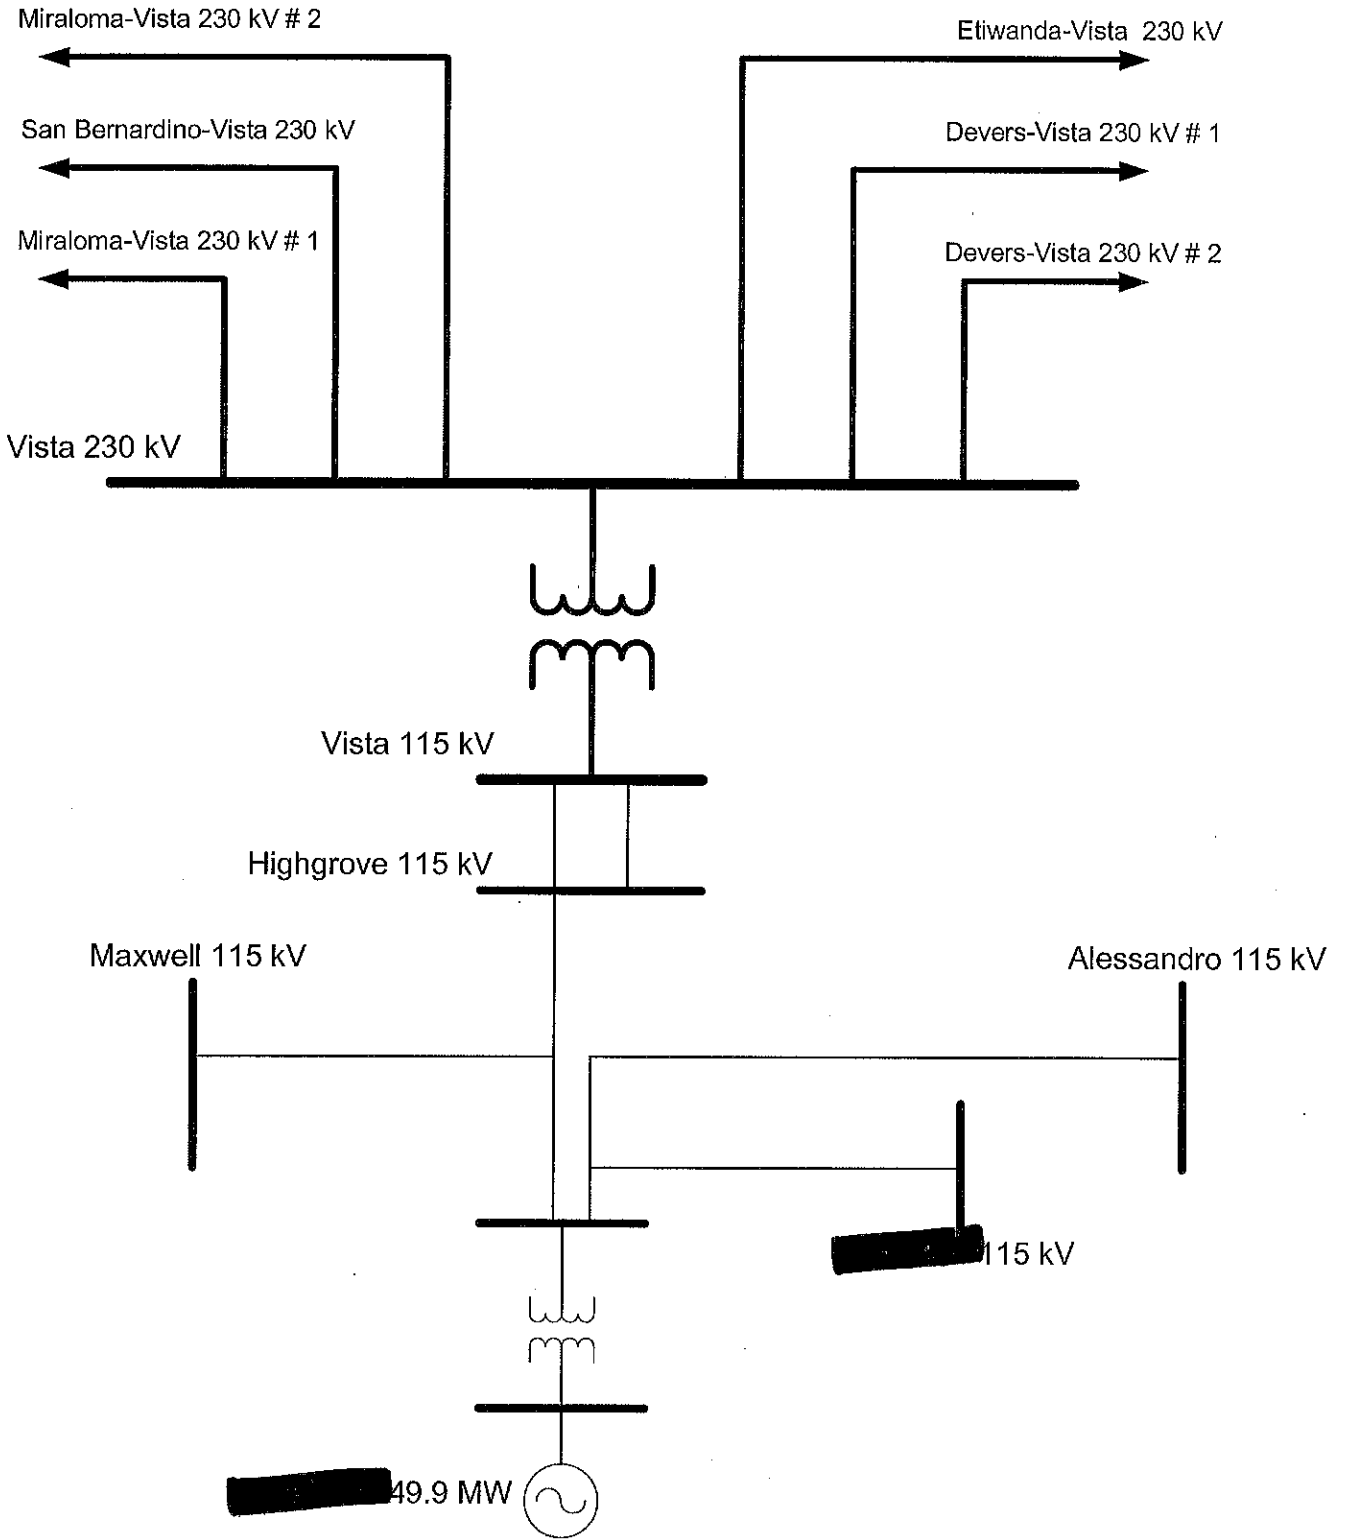 Miraloma-Vista 230 kV # 2
Etiwanda-Vista 230 kV
San Bernardino-Vista 230 kV
Devers-Vista 230 kV # 1
Miraloma-Vista 230 kV # 1
Devers-Vista 230 kV # 2
Vista 230 kV
Vista 115 kV
Highgrove 115 kV
Maxwell 115 kV
Alessandro 115 kV
115 kV
49.9 MW